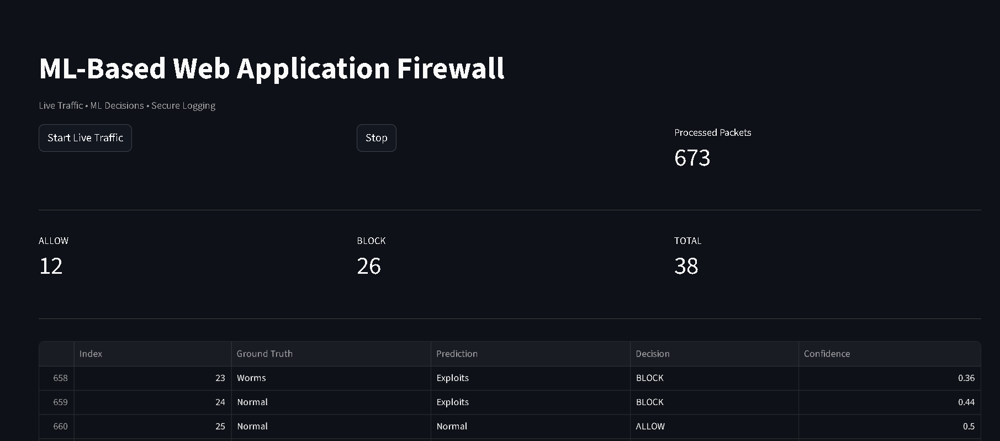 ML-Based Web Application Firewall
Live Traffic • ML Decisions • Secure Logging
Start Live Traffic
Stop
Processed Packets
673
ALLOW
12
BLOCK
26
TOTAL
38
Index Ground Truth Prediction Decision Confidence
658 23 Worms Exploits BLOCK 0.36
659 24 Normal Exploits BLOCK 0.44
660 25 Normal Normal ALLOW 0.5